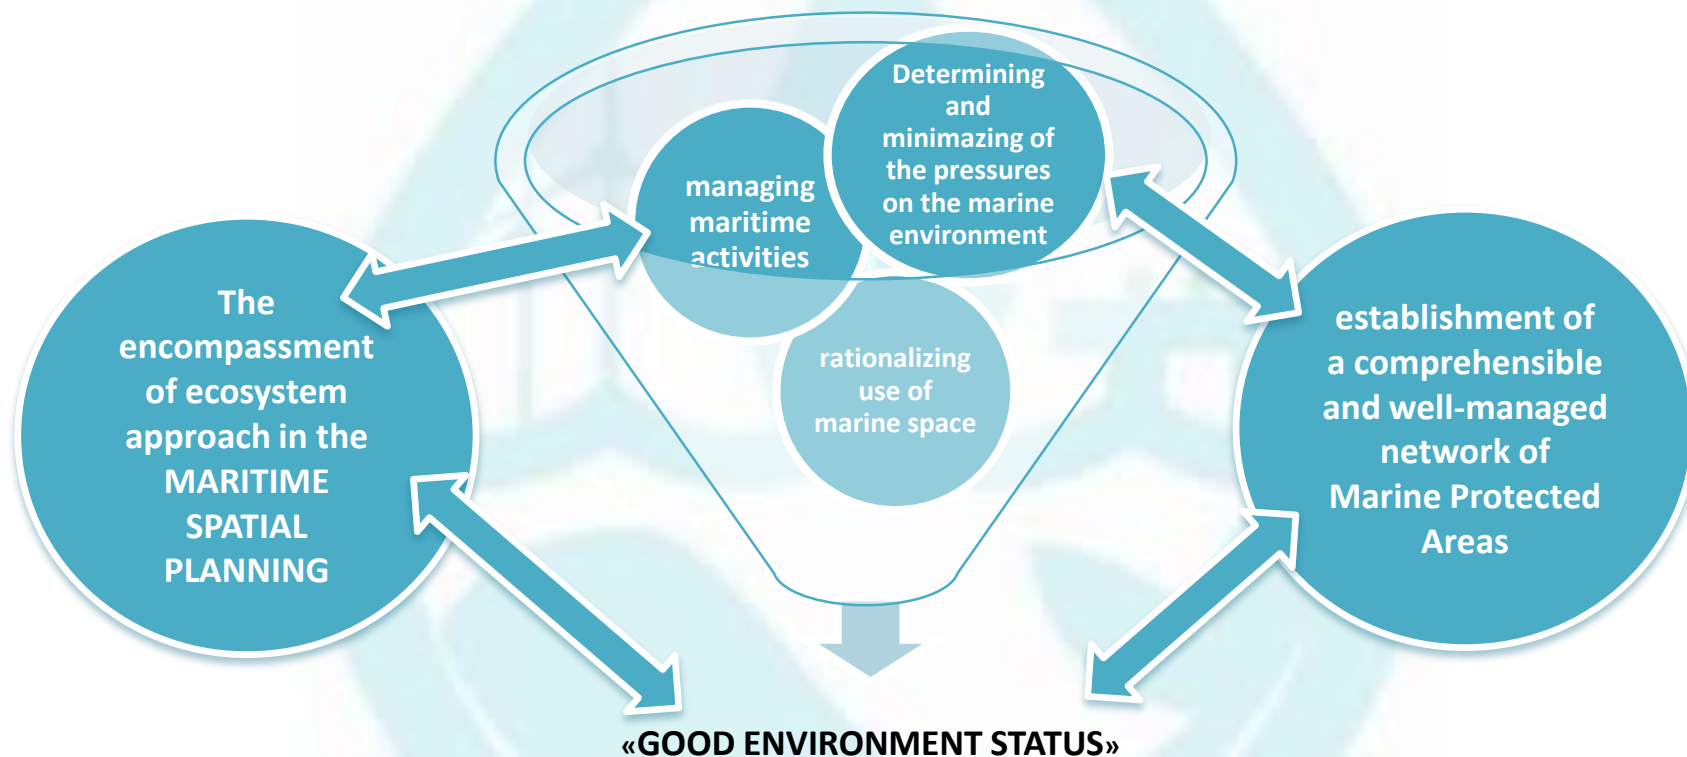 The
encompassment
of ecosystem
approach in the
MARITIME
SPATIAL
PLANNING
managing
maritime
activities
Determining
and
minimazing of
the pressures
on the marine
environment
rationalizing
use of
marine space
establishment of
a comprehensible
and well-managed
network of
Marine Protected
Areas
«GOOD ENVIRONMENT STATUS»